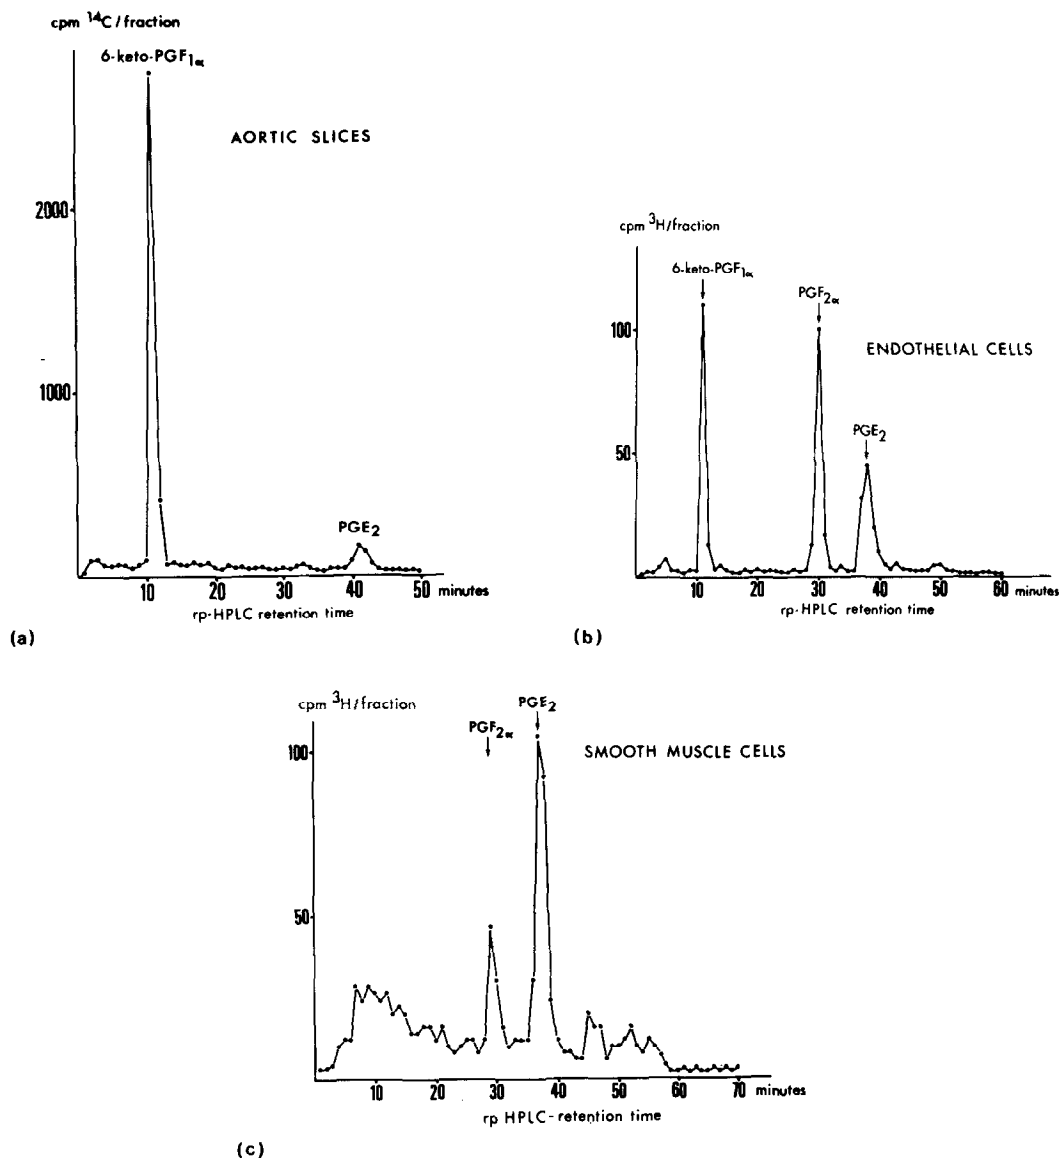 cpm ¹⁴C/fraction
6-keto-PGF₁α
AORTIC SLICES
2000
1000
PGE₂
10 20 30 40 50 minutes
rp-HPLC retention time
(a)
cpm ³H/fraction
6-keto-PGF₁α
PGF₂α
100
ENDOTHELIAL CELLS
PGE₂
50
10 20 30 40 50 60 minutes
rp-HPLC retention time
(b)
cpm ³H/fraction
PGF₂α
PGE₂
100
SMOOTH MUSCLE CELLS
50
10 20 30 40 50 60 70 minutes
rp HPLC-retention time
(c)